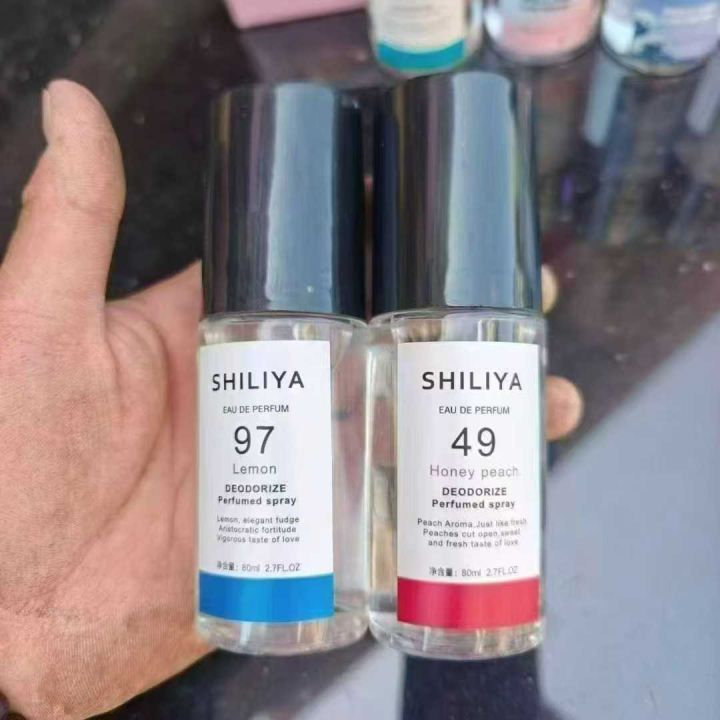 SHILIYA
EAU DE PERFUM
97
Lemon
DEODORIZE
Perfumed spray
Lemon, elegant fudge
Aristocratic fortitude
Vigorous taste of love
净含量: 80ml 2.7FL.OZ
SHILIYA
EAU DE PERFUM
49
Honey peach
DEODORIZE
Perfumed spray
Peach Aroma.Just like fresh
Peaches cut open,sweet
and fresh taste of love
净含量: 80ml 2.7FL.OZ